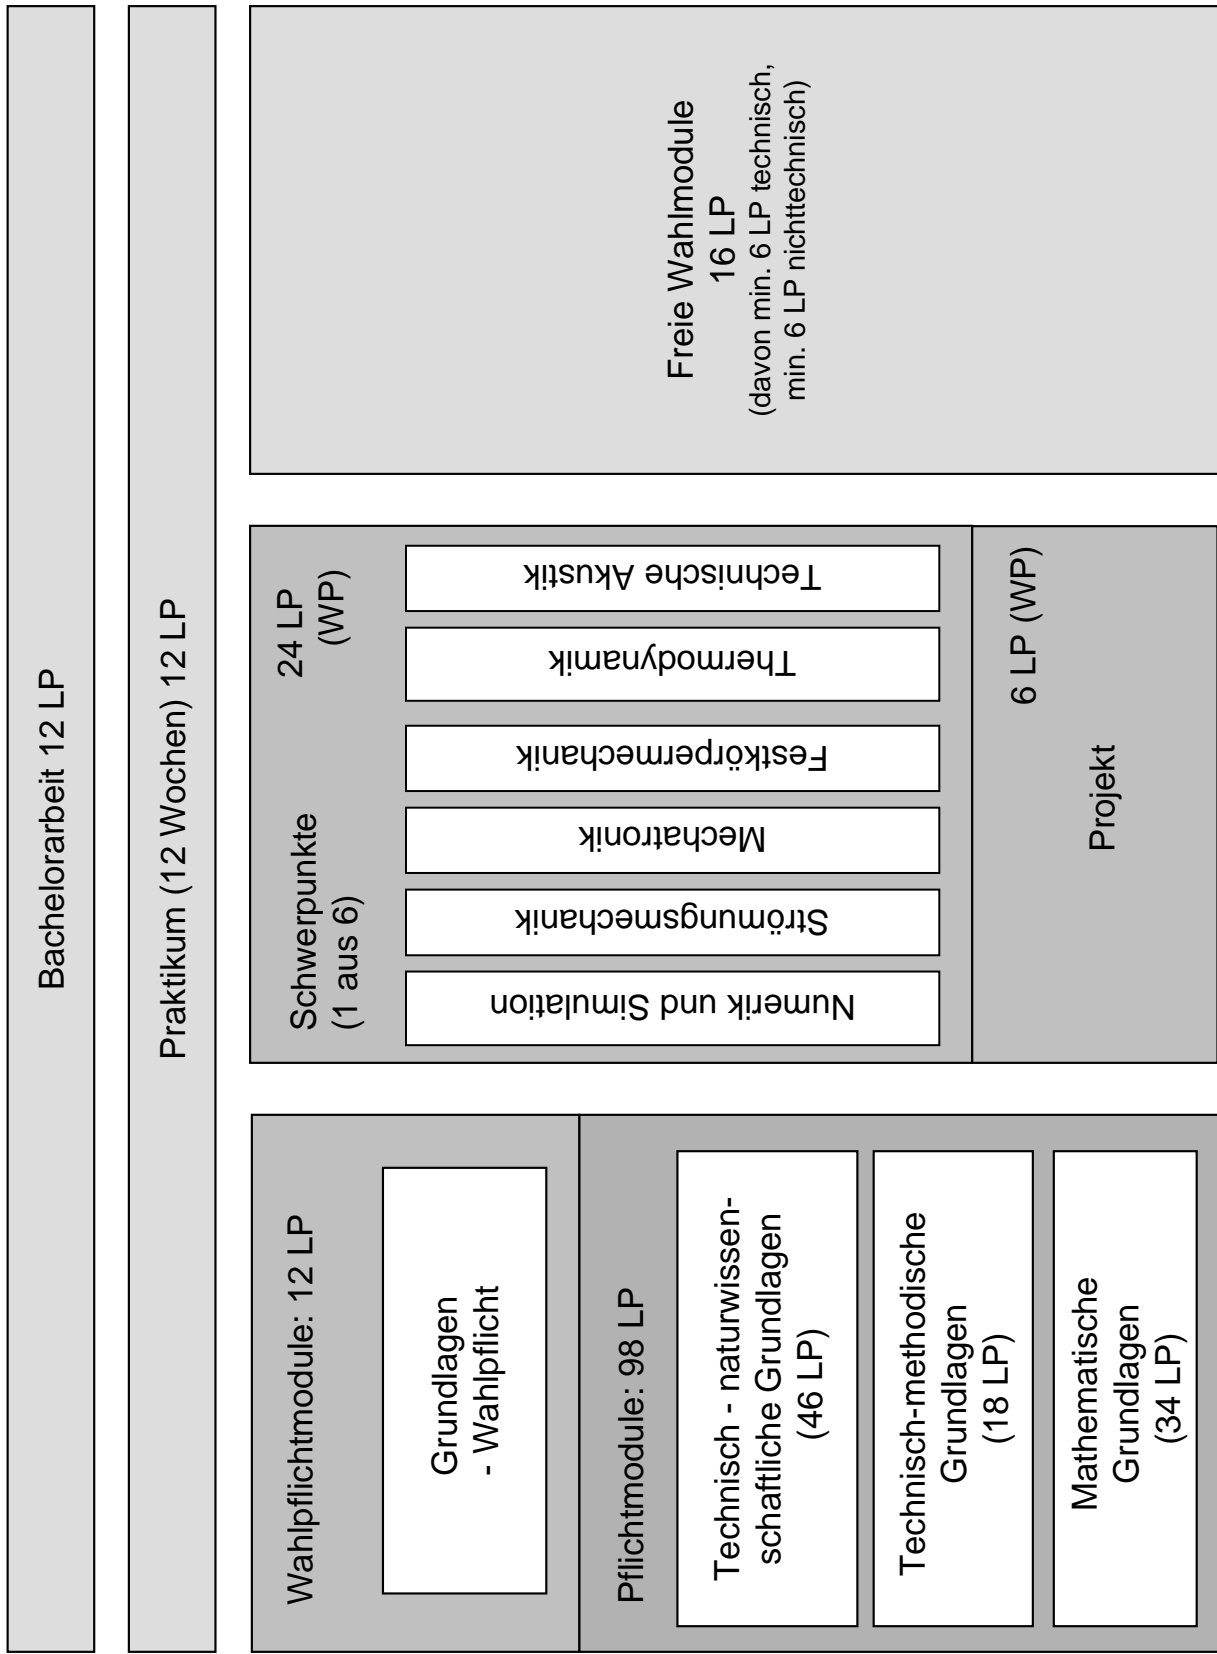 Bachelorarbeit 12 LP
Praktikum (12 Wochen) 12 LP
Wahlpflichtmodule: 12 LP
Grundlagen
- Wahlpflicht
Pflichtmodule: 98 LP
Technisch - naturwissen-
schaftliche Grundlagen
(46 LP)
Technisch-methodische
Grundlagen
(18 LP)
Mathematische
Grundlagen
(34 LP)
Schwerpunkte
(1 aus 6)
24 LP
(WP)
Numerik und Simulation
Strömungsmechanik
Mechatronik
Festkörpermechanik
Thermodynamik
Technische Akustik
Projekt
6 LP (WP)
Freie Wahlmodule
16 LP
(davon min. 6 LP technisch,
min. 6 LP nichttechnisch)